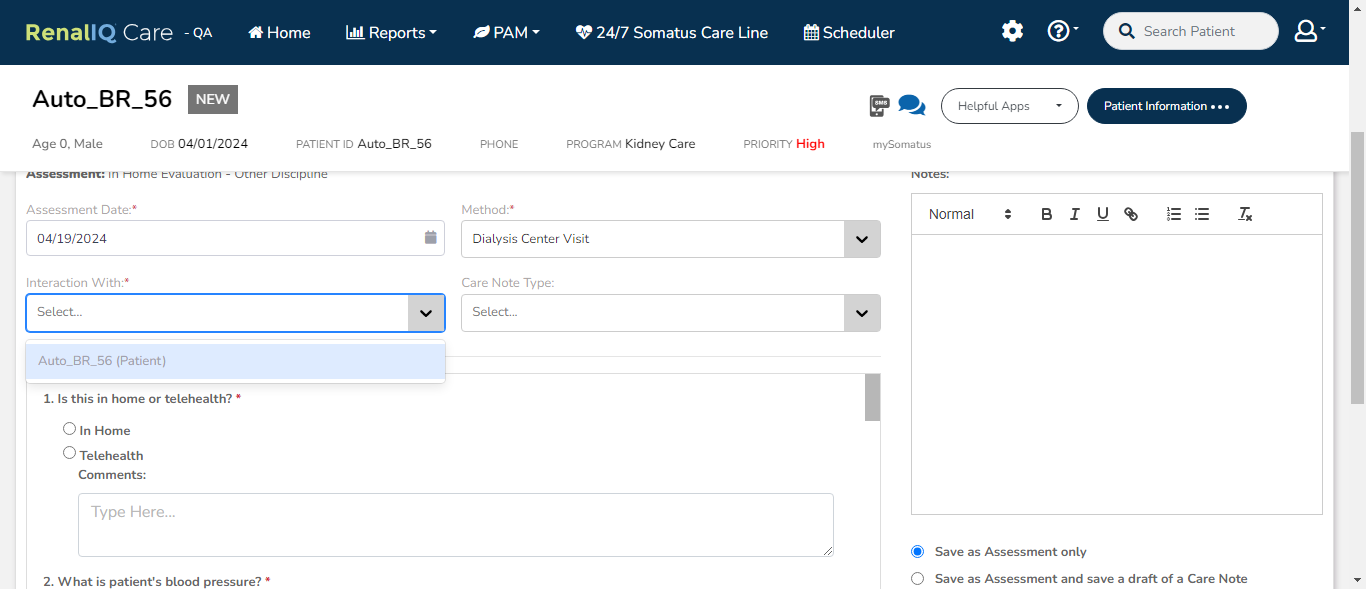 RenalIQ Care - QA
Home
Reports
PAM
24/7 Somatus Care Line
Scheduler
Search Patient
Auto_BR_56
NEW
SMS
Helpful Apps
Patient Information
Age 0, Male
DOB 04/01/2024
PATIENT ID Auto_BR_56
PHONE
PROGRAM Kidney Care
PRIORITY High
mySomatus
Assessment: In Home Evaluation - Other Discipline
Assessment Date:*
04/19/2024
Method:*
Dialysis Center Visit
Interaction With:*
Select...
Care Note Type:
Select...
Auto_BR_56 (Patient)
1. Is this in home or telehealth? *
In Home
Telehealth
Comments:
Type Here...
2. What is patient's blood pressure? *
Notes:
Normal
B I U
Save as Assessment only
Save as Assessment and save a draft of a Care Note